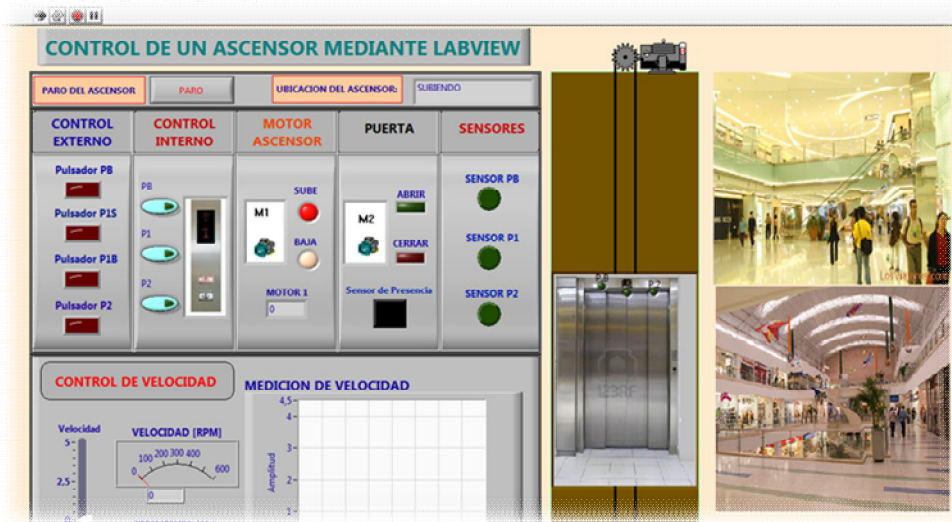 CONTROL DE UN ASCENSOR MEDIANTE LABVIEW
PARO DEL ASCENSOR
PARO
UBICACION DEL ASCENSOR:
SUBIENDO
CONTROL
EXTERNO
CONTROL
INTERNO
MOTOR
ASCENSOR
PUERTA
SENSORES
Pulsador PB
Pulsador P1S
Pulsador P1B
Pulsador P2
PB
P1
P2
M1
SUBE
BAJA
MOTOR 1
0
M2
ABRIR
CERRAR
Sensor de Presencia
SENSOR PB
SENSOR P1
SENSOR P2
P2
123RF
CONTROL DE VELOCIDAD
Velocidad
5-
2,5-
0-
VELOCIDAD [RPM]
0 100 200 300 400 600
0
MEDICION DE VELOCIDAD
Amplitud
4,5-
4-
3-
2-
1-